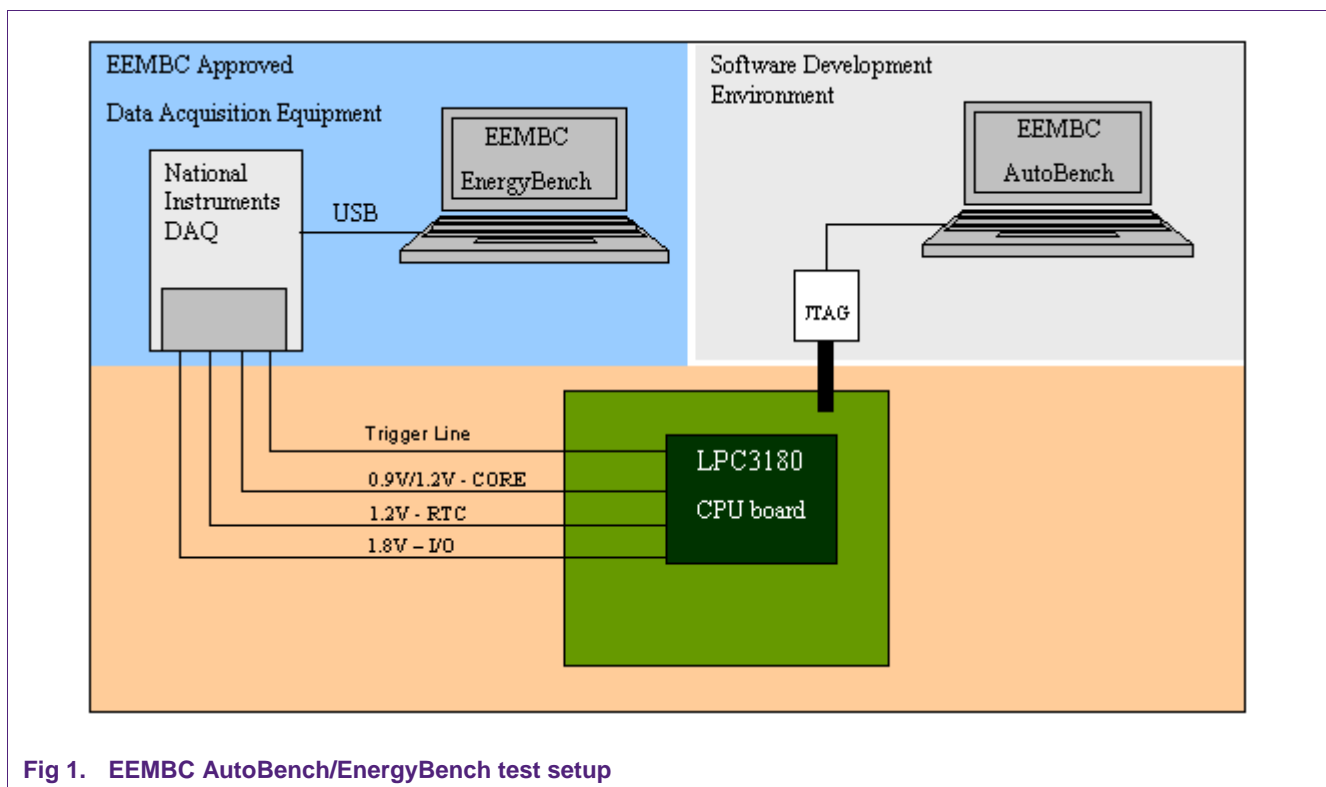 EEMBC Approved
Data Acquisition Equipment
National
Instruments
DAQ
USB
EEMBC
EnergyBench
Software Development
Environment
EEMBC
AutoBench
JTAG
Trigger Line
0.9V/1.2V - CORE
1.2V - RTC
1.8V – I/O
LPC3180
CPU board
Fig 1. EEMBC AutoBench/EnergyBench test setup